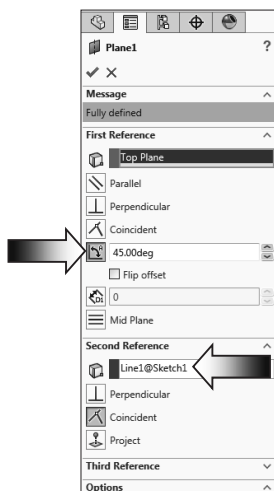 Plane1 ?
Message
Fully defined
First Reference
Top Plane
Parallel
Perpendicular
Coincident
45.00deg
Flip offset
0
Mid Plane
Second Reference
Line1@Sketch1
Perpendicular
Coincident
Project
Third Reference
Options